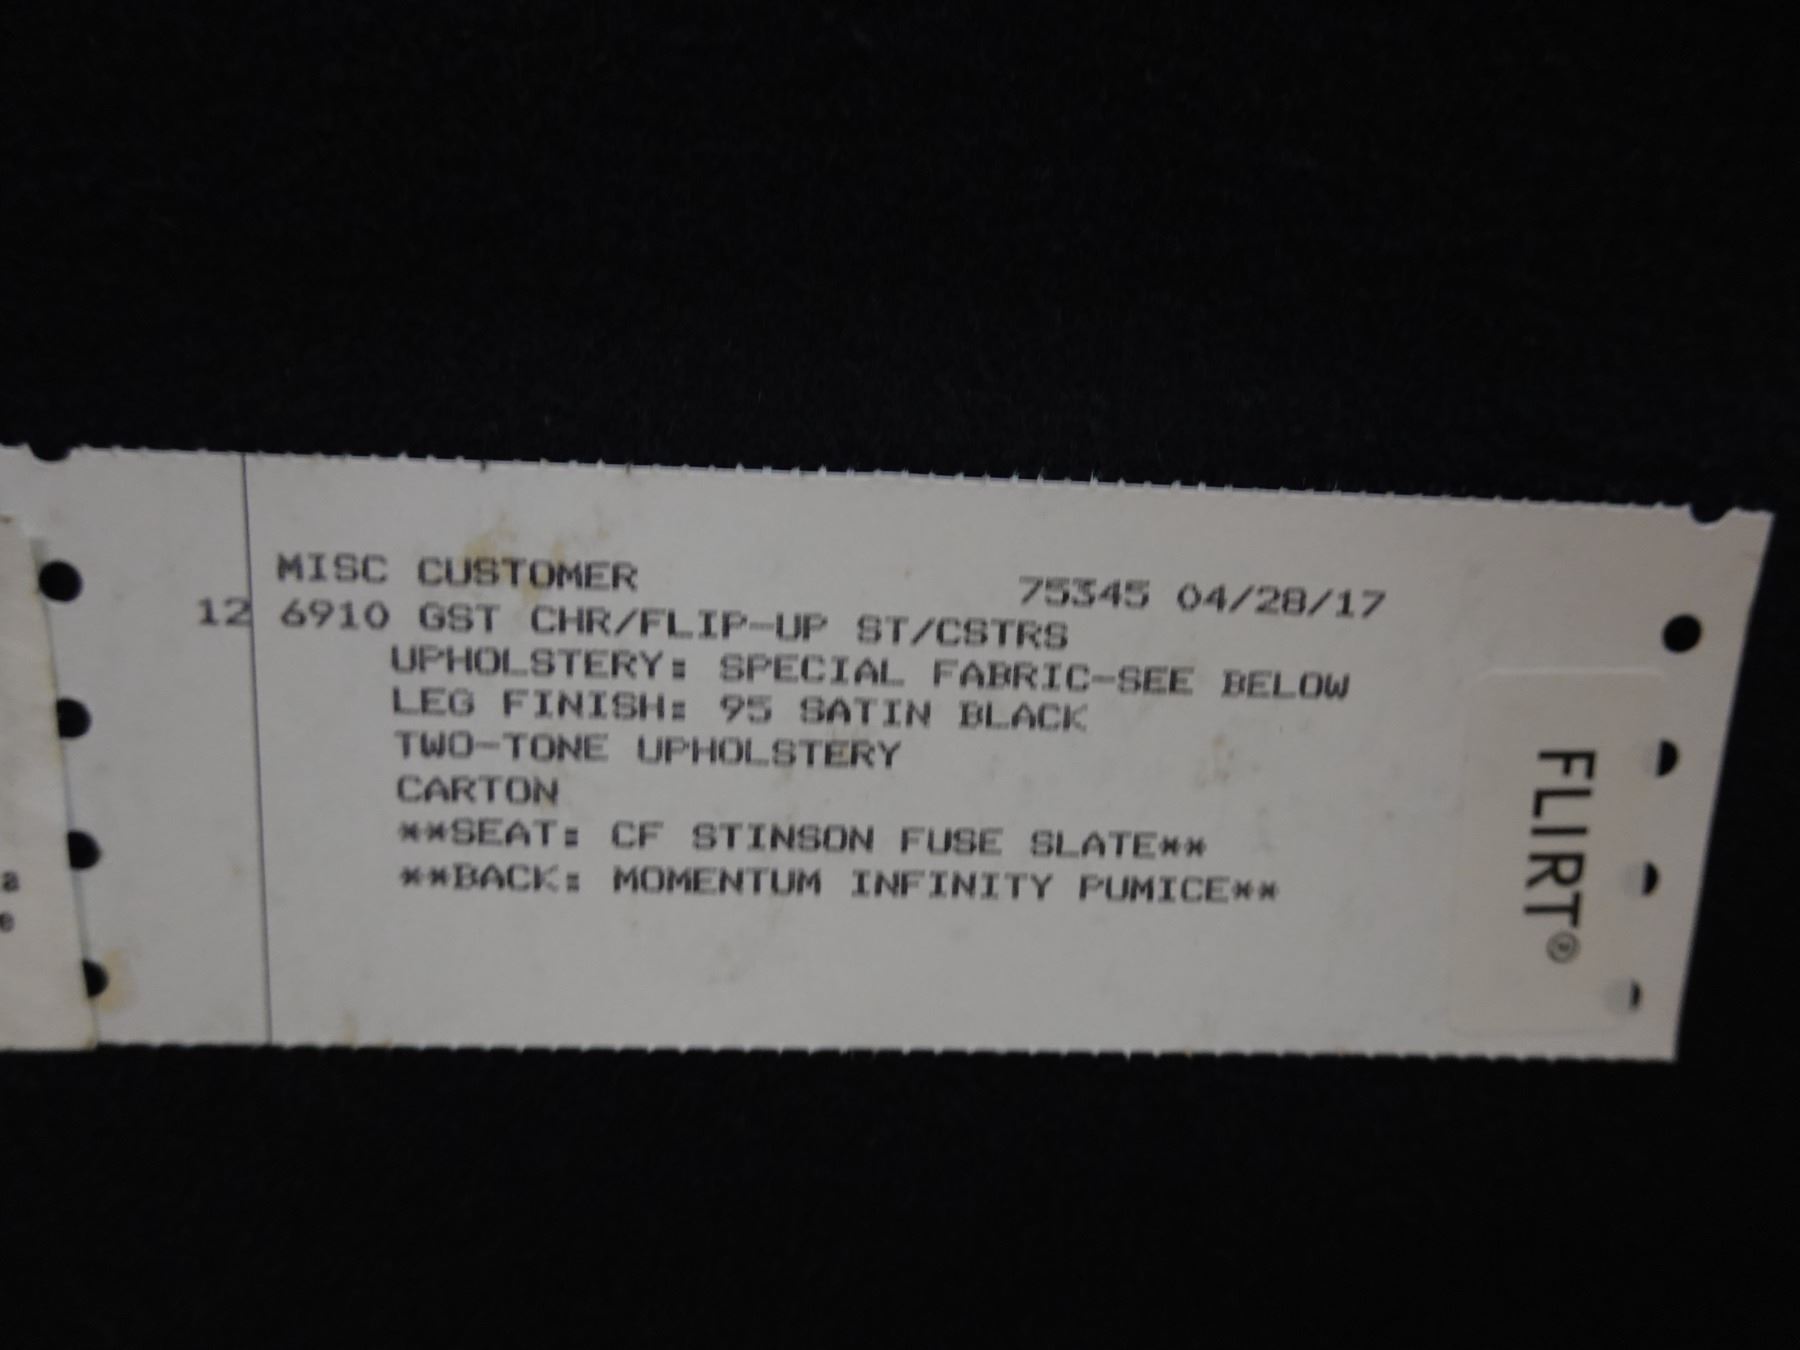 MISC CUSTOMER 75345 04/28/17
12 6910 GST CHR/FLIP-UP ST/CSTRS
UPHOLSTERY: SPECIAL FABRIC-SEE BELOW
LEG FINISH: 95 SATIN BLACK
TWO-TONE UPHOLSTERY
CARTON
**SEAT: CF STINSON FUSE SLATE**
**BACK: MOMENTUM INFINITY PUMICE**
FLIRT®